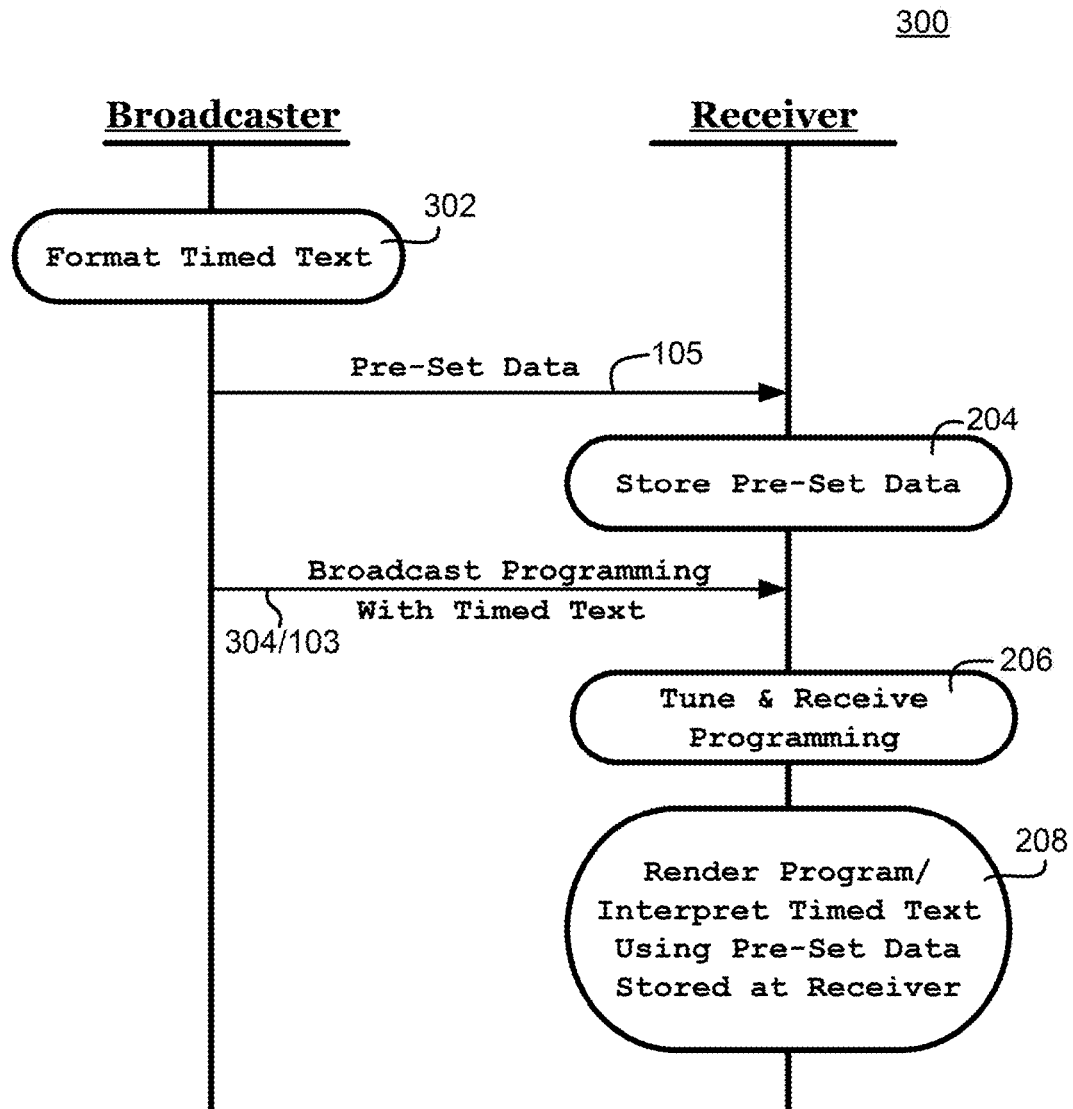 300
Broadcaster
Receiver
302
Format Timed Text
105
Pre-Set Data
204
Store Pre-Set Data
Broadcast Programming
With Timed Text
304/103
206
Tune & Receive
Programming
208
Render Program/
Interpret Timed Text
Using Pre-Set Data
Stored at Receiver